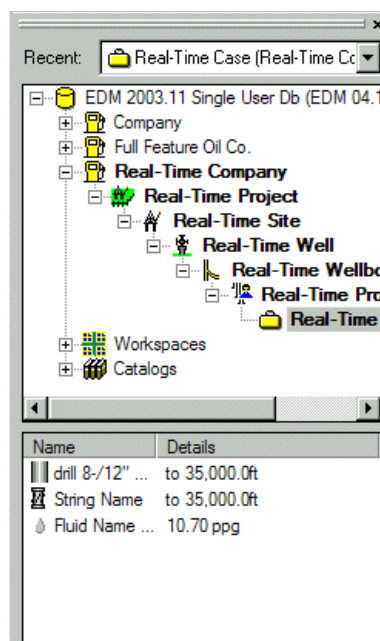 Recent: Real-Time Case (Real-Time Co
EDM 2003.11 Single User Db (EDM 04.1
Company
Full Feature Oil Co.
Real-Time Company
Real-Time Project
Real-Time Site
Real-Time Well
Real-Time Wellbo
Real-Time Pro
Real-Time
Workspaces
Catalogs
Name Details
drill 8-/12" ... to 35,000.0ft
String Name to 35,000.0ft
Fluid Name ... 10.70 ppg